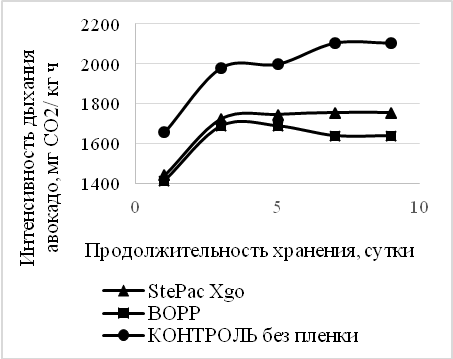 Интенсивность дыхания
авокадо, мг СО2/ кг ч
2200
2000
1800
1600
1400
0
5
10
Продолжительность хранения, сутки
StePac Xgo
BOPP
КОНТРОЛЬ без пленки